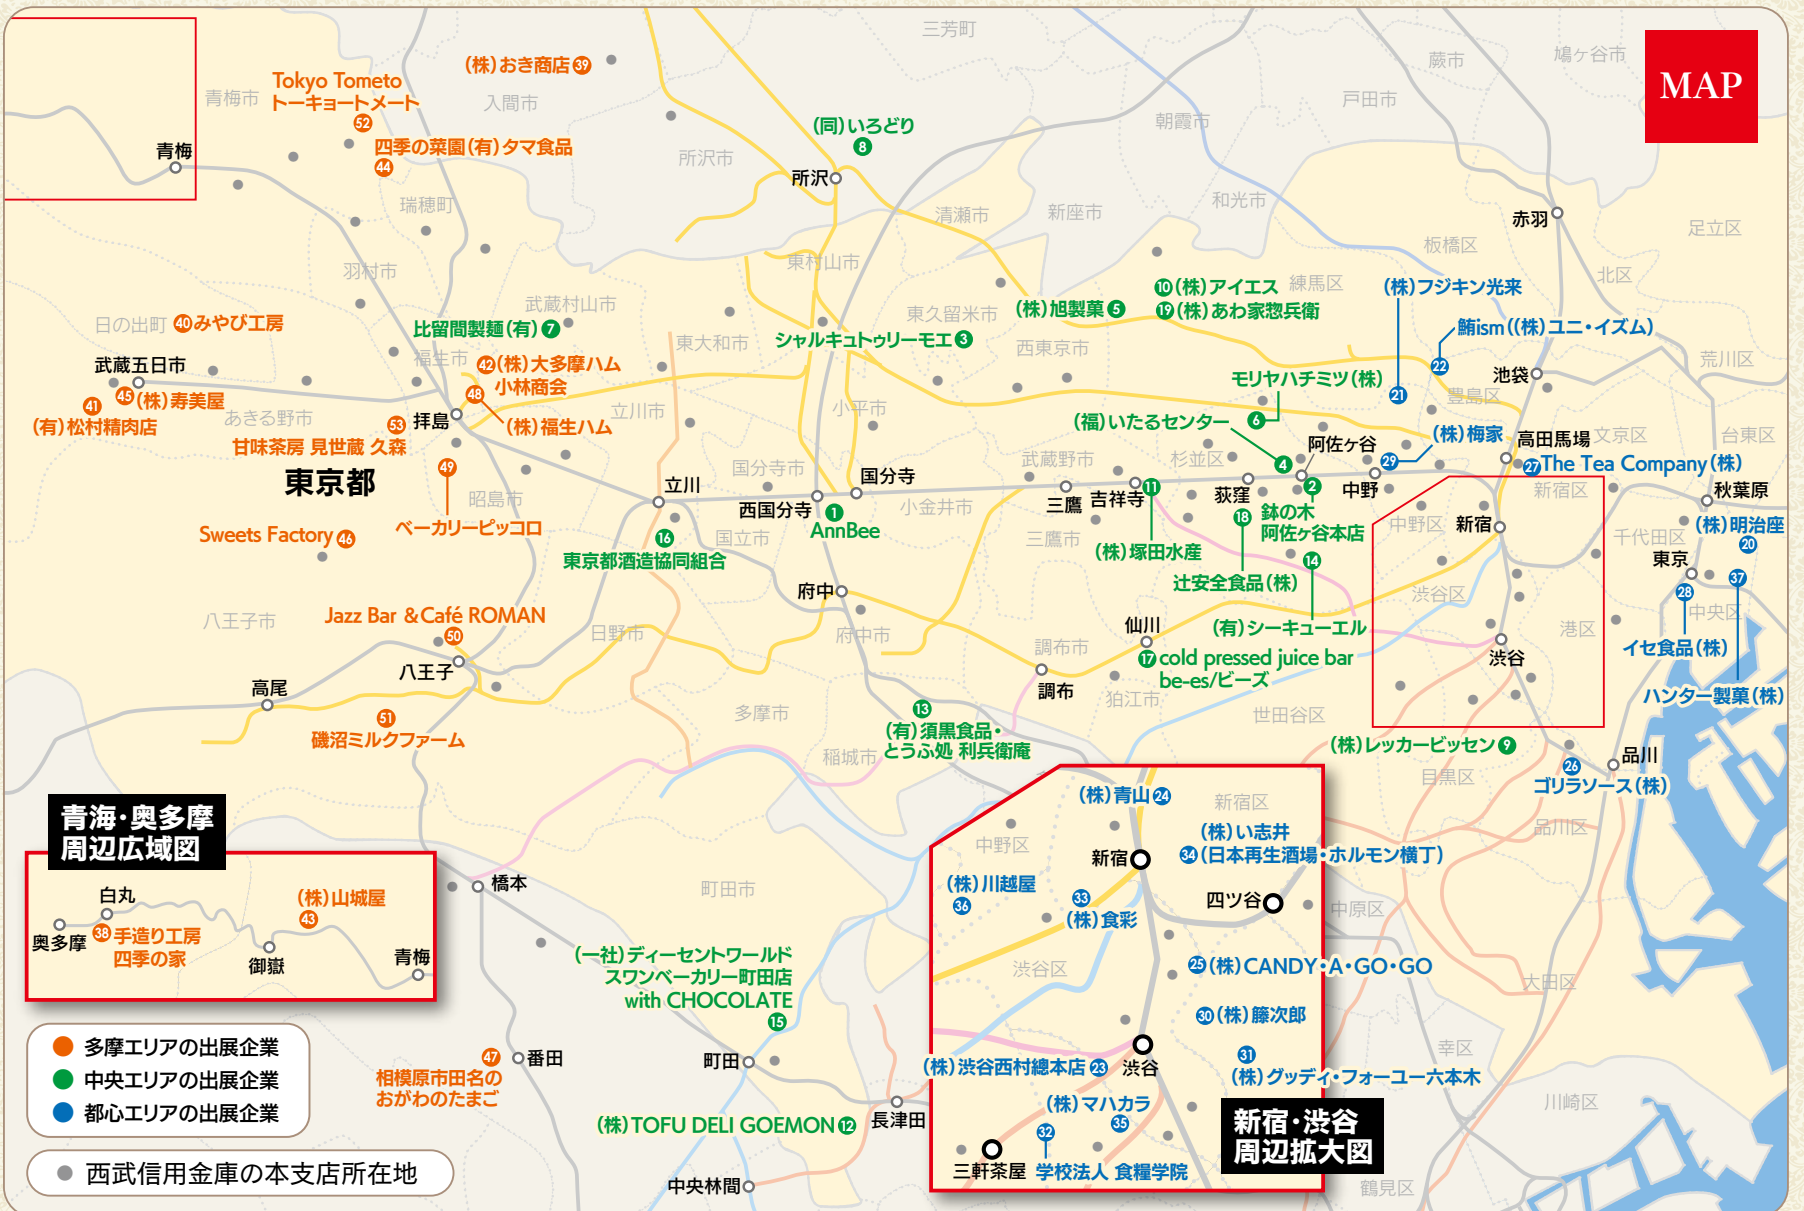 MAP
三芳町
蕨市
鳩ヶ谷市
戸田市
朝霞市
和光市
新座市
清瀬市
所沢市
入間市
青梅市
瑞穂町
羽村市
武蔵村山市
日の出町
福生市
あきる野市
昭島市
立川市
東大和市
東村山市
東久留米市
西東京市
小平市
国分寺市
小金井市
国立市
武蔵野市
三鷹市
杉並区
練馬区
板橋区
北区
足立区
荒川区
豊島区
文京区
台東区
新宿区
中野区
千代田区
渋谷区
港区
中央区
世田谷区
目黒区
品川区
大田区
中原区
幸区
川崎区
鶴見区
狛江市
調布市
府中市
稲城市
多摩市
日野市
八王子市
町田市
東京都
青梅
所沢
赤羽
池袋
高田馬場
秋葉原
新宿
東京
渋谷
品川
中野
阿佐ヶ谷
荻窪
吉祥寺
三鷹
国分寺
西国分寺
立川
拝島
武蔵五日市
府中
仙川
調布
八王子
高尾
橋本
番田
町田
長津田
中央林間
Tokyo Tometo
トーキョートメート
52
(株)おき商店 39
四季の菜園(有)タマ食品
44
(同)いろどり
8
40 みやび工房
比留間製麺(有) 7
42 (株)大多摩ハム
小林商会
48
(株)福生ハム
45 (株)寿美屋
41
(有)松村精肉店
53
甘味茶房 見世蔵 久森
49
ベーカリーピッコロ
Sweets Factory 46
16
東京都酒造協同組合
1
AnnBee
シャルキュトゥリーモエ 3
(株)旭製菓 5
10 (株)アイエス
19 (株)あわ家惣兵衛
(株)フジキン光来
21
鮪ism((株)ユニ・イズム)
22
モリヤハチミツ(株)
6
(福)いたるセンター
4
(株)梅家
29
27 The Tea Company(株)
2
鉢の木
阿佐ヶ谷本店
11
(株)塚田水産
18
辻安全食品(株)
14
(有)シーキューエル
17 cold pressed juice bar
be-es/ビーズ
(株)明治座
20
37
ハンター製菓(株)
28
イセ食品(株)
(株)レッカービッセン 9
26
ゴリラソース(株)
Jazz Bar &Café ROMAN
50
51
磯沼ミルクファーム
13
(有)須黒食品・
とうふ処 利兵衛庵
(一社)ディーセントワールド
スワンベーカリー町田店
with CHOCOLATE
15
47
相模原市田名の
おがわのたまご
(株)TOFU DELI GOEMON 12
青海・奥多摩
周辺広域図
奥多摩
白丸
御嶽
青梅
38 手造り工房
四季の家
(株)山城屋
43
新宿・渋谷
周辺拡大図
(株)青山 24
新宿区
中野区
渋谷区
新宿
四ツ谷
渋谷
三軒茶屋
(株)い志井
34 (日本再生酒場・ホルモン横丁)
(株)川越屋
36
33
(株)食彩
25 (株)CANDY・A・GO・GO
30 (株)籐次郎
31
(株)グッディ・フォーユー六本木
(株)渋谷西村總本店 23
(株)マハカラ
35
32
学校法人 食糧学院
多摩エリアの出展企業
中央エリアの出展企業
都心エリアの出展企業
西武信用金庫の本支店所在地